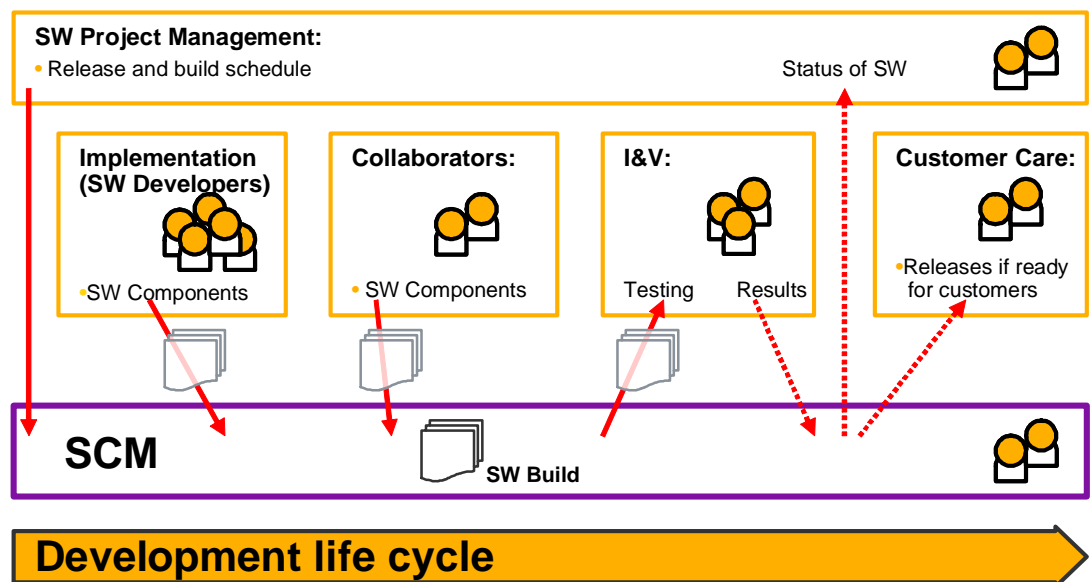 SW Project Management:
• Release and build schedule
Status of SW
Implementation
(SW Developers)
•SW Components
Collaborators:
• SW Components
I&V:
Testing
Results
Customer Care:
•Releases if ready
for customers
SCM
SW Build
Development life cycle